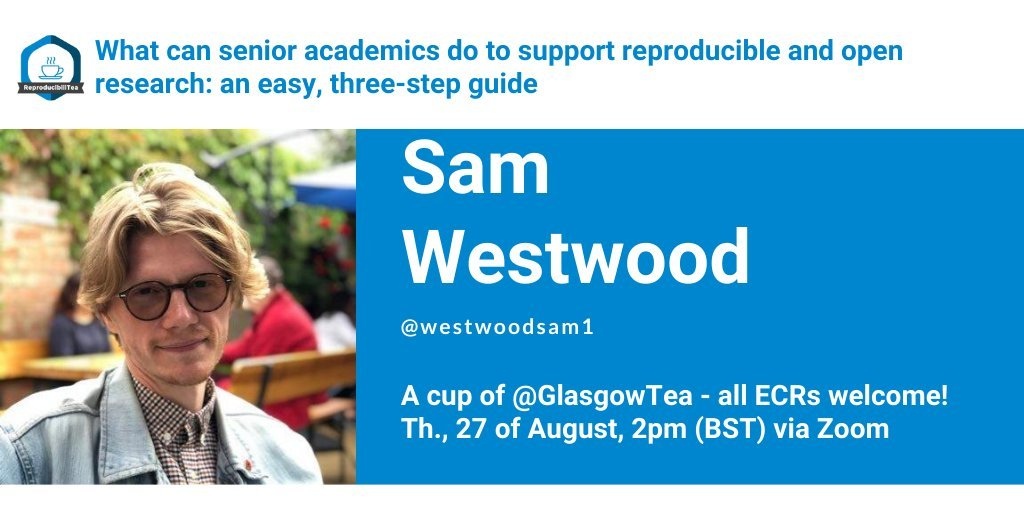 What can senior academics do to support reproducible and open
research: an easy, three-step guide
ReproducibiliTea
Sam
Westwood
@westwoodsam1
A cup of @GlasgowTea - all ECRs welcome!
Th., 27 of August, 2pm (BST) via Zoom